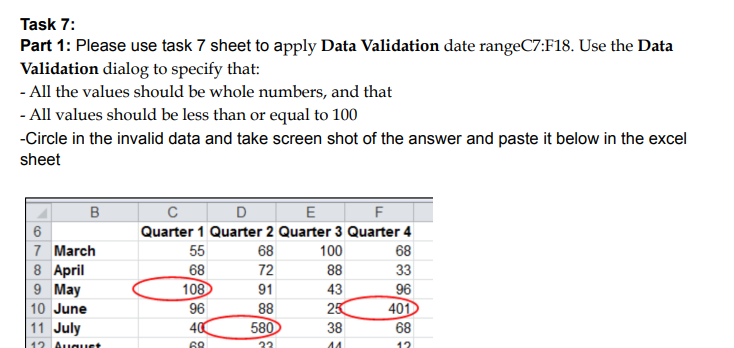 Task 7:
Part 1: Please use task 7 sheet to apply Data Validation date rangeC7:F18. Use the Data
Validation dialog to specify that:
- All the values should be whole numbers, and that
- All values should be less than or equal to 100
-Circle in the invalid data and take screen shot of the answer and paste it below in the excel
sheet
B C D E F
6 Quarter 1 Quarter 2 Quarter 3 Quarter 4
7 March 55 68 100 68
8 April 68 72 88 33
9 May 108 91 43 96
10 June 96 88 25 401
11 July 40 580 38 68
12 August 68 33 44 12